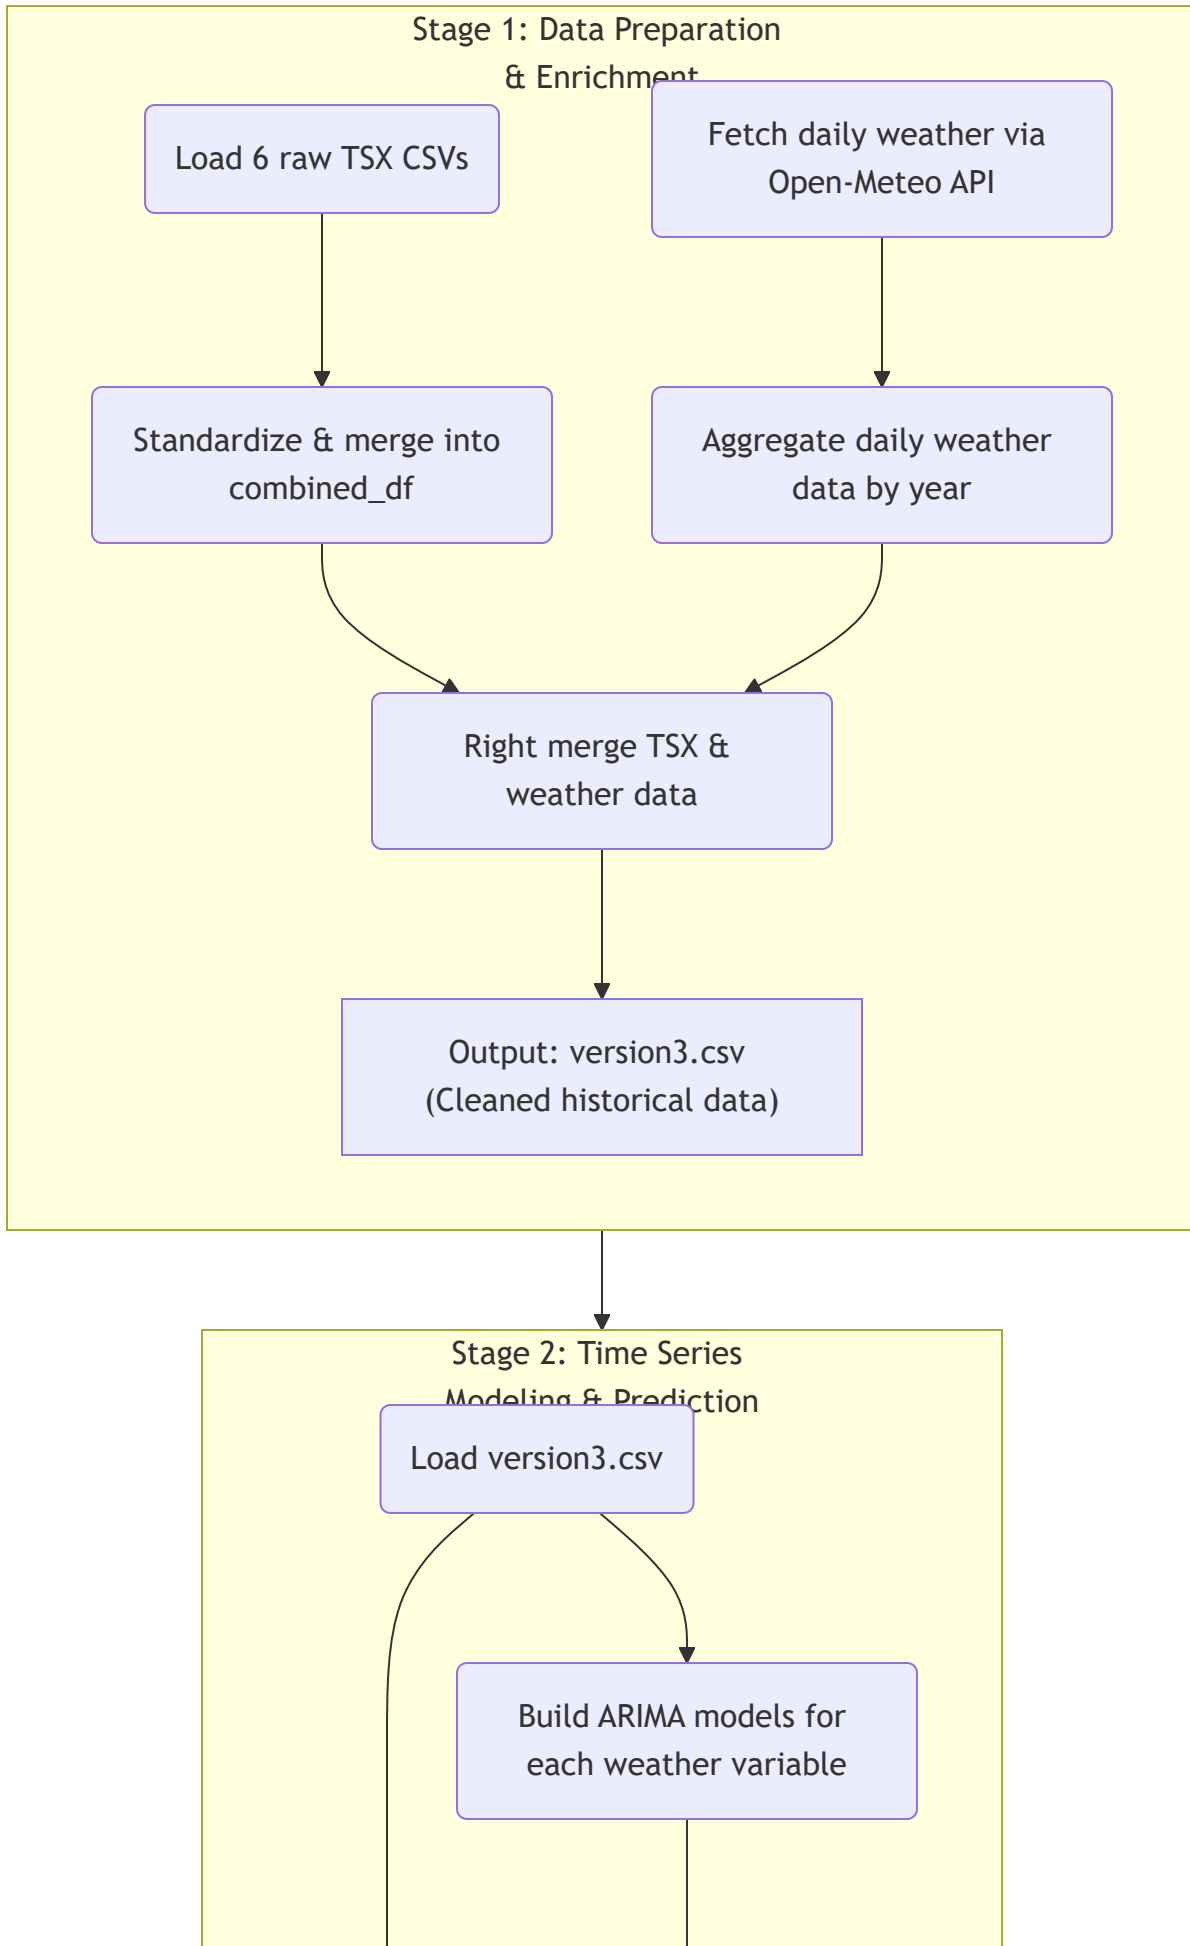 Stage 1: Data Preparation
& Enrichment
Load 6 raw TSX CSVs
Fetch daily weather via
Open-Meteo API
Standardize & merge into
combined_df
Aggregate daily weather
data by year
Right merge TSX &
weather data
Output: version3.csv
(Cleaned historical data)
Stage 2: Time Series
Modeling & Prediction
Load version3.csv
Build ARIMA models for
each weather variable